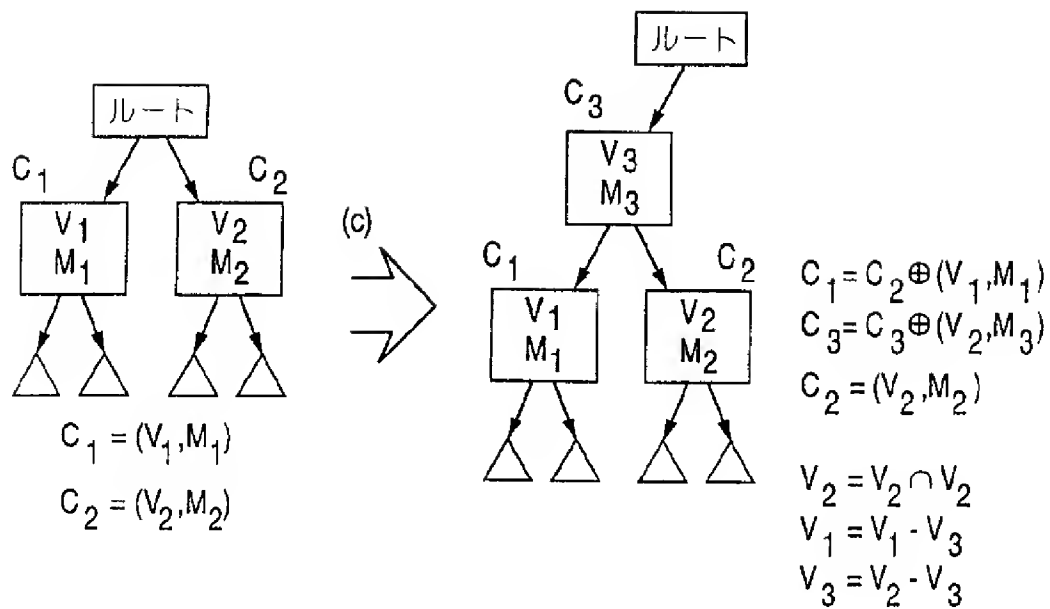 ルート
C1
C2
V1
M1
V2
M2
C1 = (V1,M1)
C2 = (V2,M2)
(c)
ルート
C3
V3
M3
C1
C2
V1
M1
V2
M2
C1 = C2 ⊕ (V1,M1)
C3 = C3 ⊕ (V2,M3)
C2 = (V2,M2)
V2 = V2 ∩ V2
V1 = V1 - V3
V3 = V2 - V3